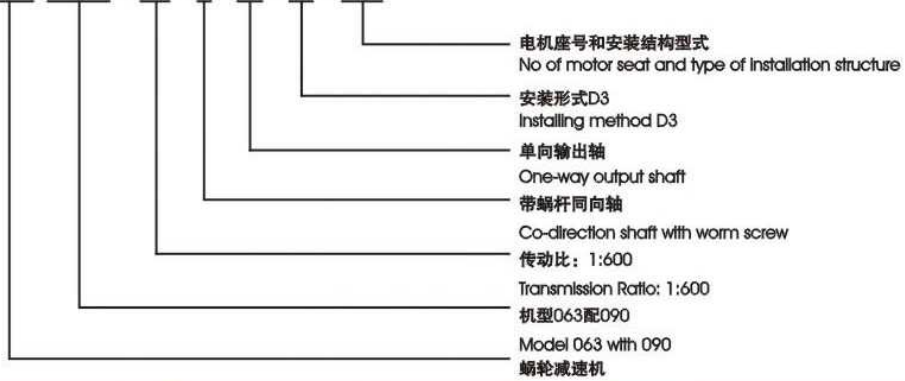 电机座号和安装结构型式
No of motor seat and type of installation structure
安装形式D3
Installing method D3
单向输出轴
One-way output shaft
带蜗杆同向轴
Co-direction shaft with worm screw
传动比：1:600
Transmission Ratio: 1:600
机型063配090
Model 063 with 090
蜗轮减速机